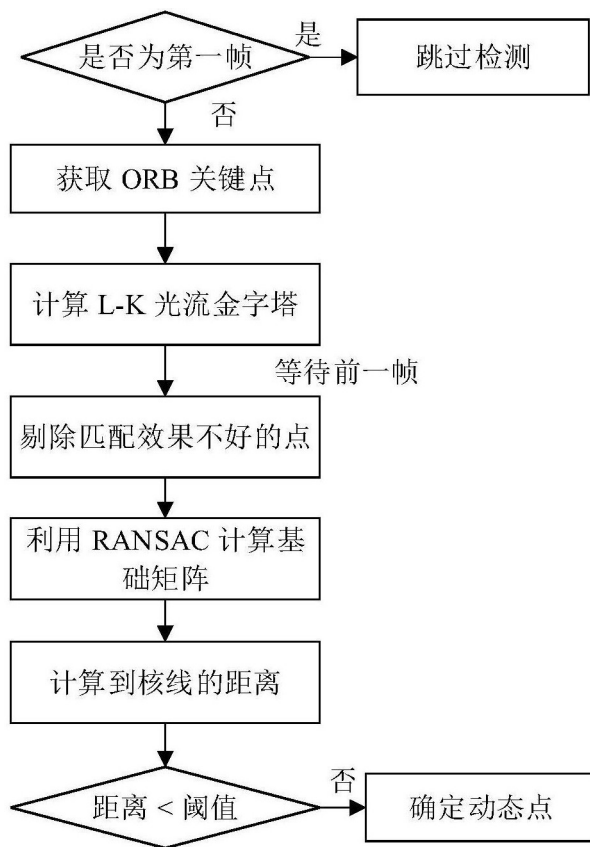 是否为第一帧
是
跳过检测
否
获取 ORB 关键点
计算 L-K 光流金字塔
等待前一帧
剔除匹配效果不好的点
利用 RANSAC 计算基
础矩阵
计算到核线的距离
距离 < 阈值
否
确定动态点